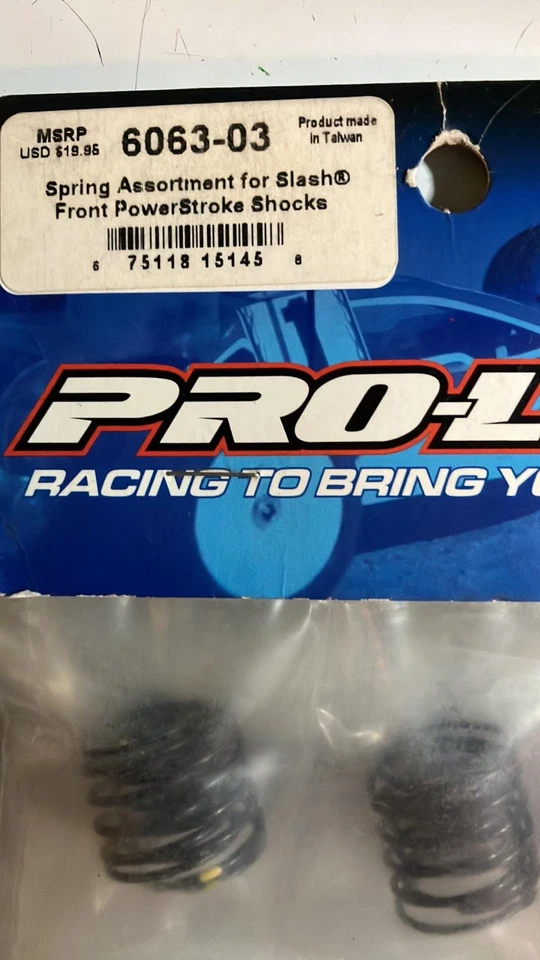 MSRP
USD $19.95
6063-03
Product made
in Taiwan
Spring Assortment for Slash®
Front PowerStroke Shocks
6 75118 15145 8
PRO-L
RACING TO BRING YO